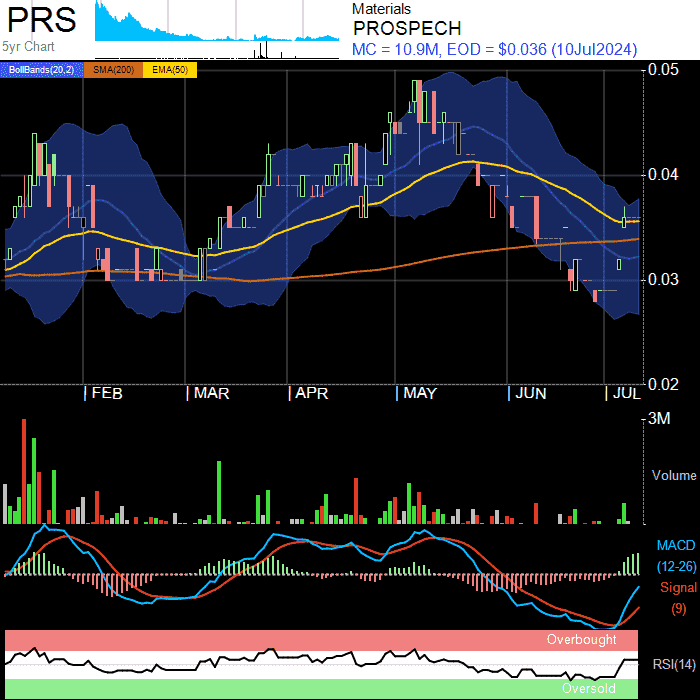 PRS
5yr Chart
Materials
PROSPECH
MC = 10.9M, EOD = $0.036 (10Jul2024)
BollBands(20,2) SMA(200) EMA(50)
0.05
0.04
0.03
0.02
FEB MAR APR MAY JUN JUL
3M
Volume
MACD
(12-26)
Signal
(9)
Overbought
RSI(14)
Oversold